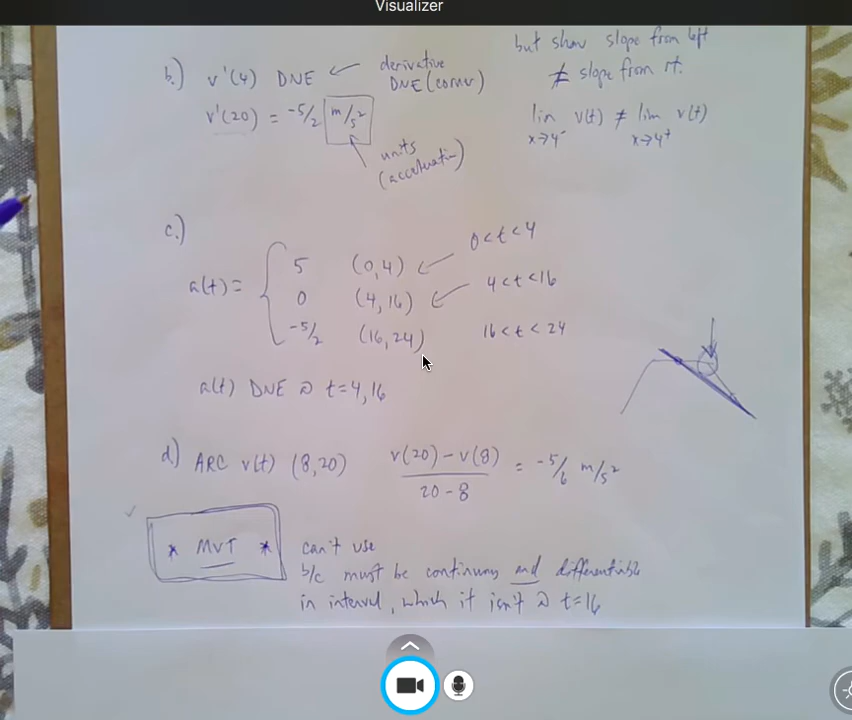 Visualizer
but show slope from left
≠ slope from rt.
b.) v'(4) DNE ← derivative
DNE (corner)
v'(20) = -5/2 m/s²
units
(acceleration)
lim v(t) ≠ lim v(t)
x→4⁻ x→4⁺
c.)
a(t) = { 5 (0,4) ← 0<t<4
0 (4,16) ← 4<t<16
-5/2 (16,24) 16<t<24
a(t) DNE @ t=4,16
d) ARC v(t) (8,20) v(20) - v(8) / 20 - 8 = -5/6 m/s²
* MVT * can't use
b/c must be continuous and differentiable
in interval, which it isn't @ t=16